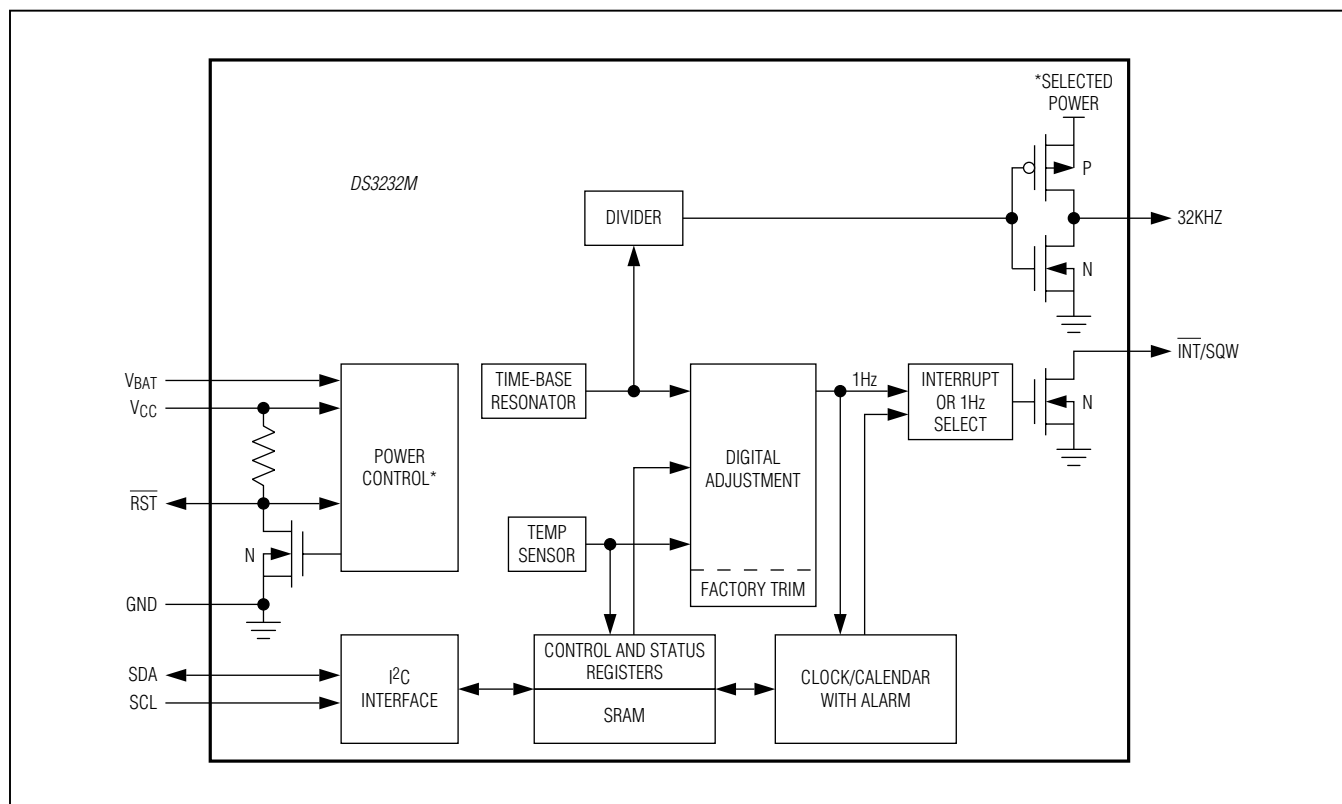 *SELECTED
POWER
P
DS3232M
DIVIDER
32KHZ
N
INT/SQW
VBAT
VCC
TIME-BASE
RESONATOR
1Hz
INTERRUPT
OR 1Hz
SELECT
N
POWER
CONTROL*
DIGITAL
ADJUSTMENT
RST
TEMP
SENSOR
N
FACTORY TRIM
GND
SDA
SCL
I2C
INTERFACE
CONTROL AND STATUS
REGISTERS
SRAM
CLOCK/CALENDAR
WITH ALARM